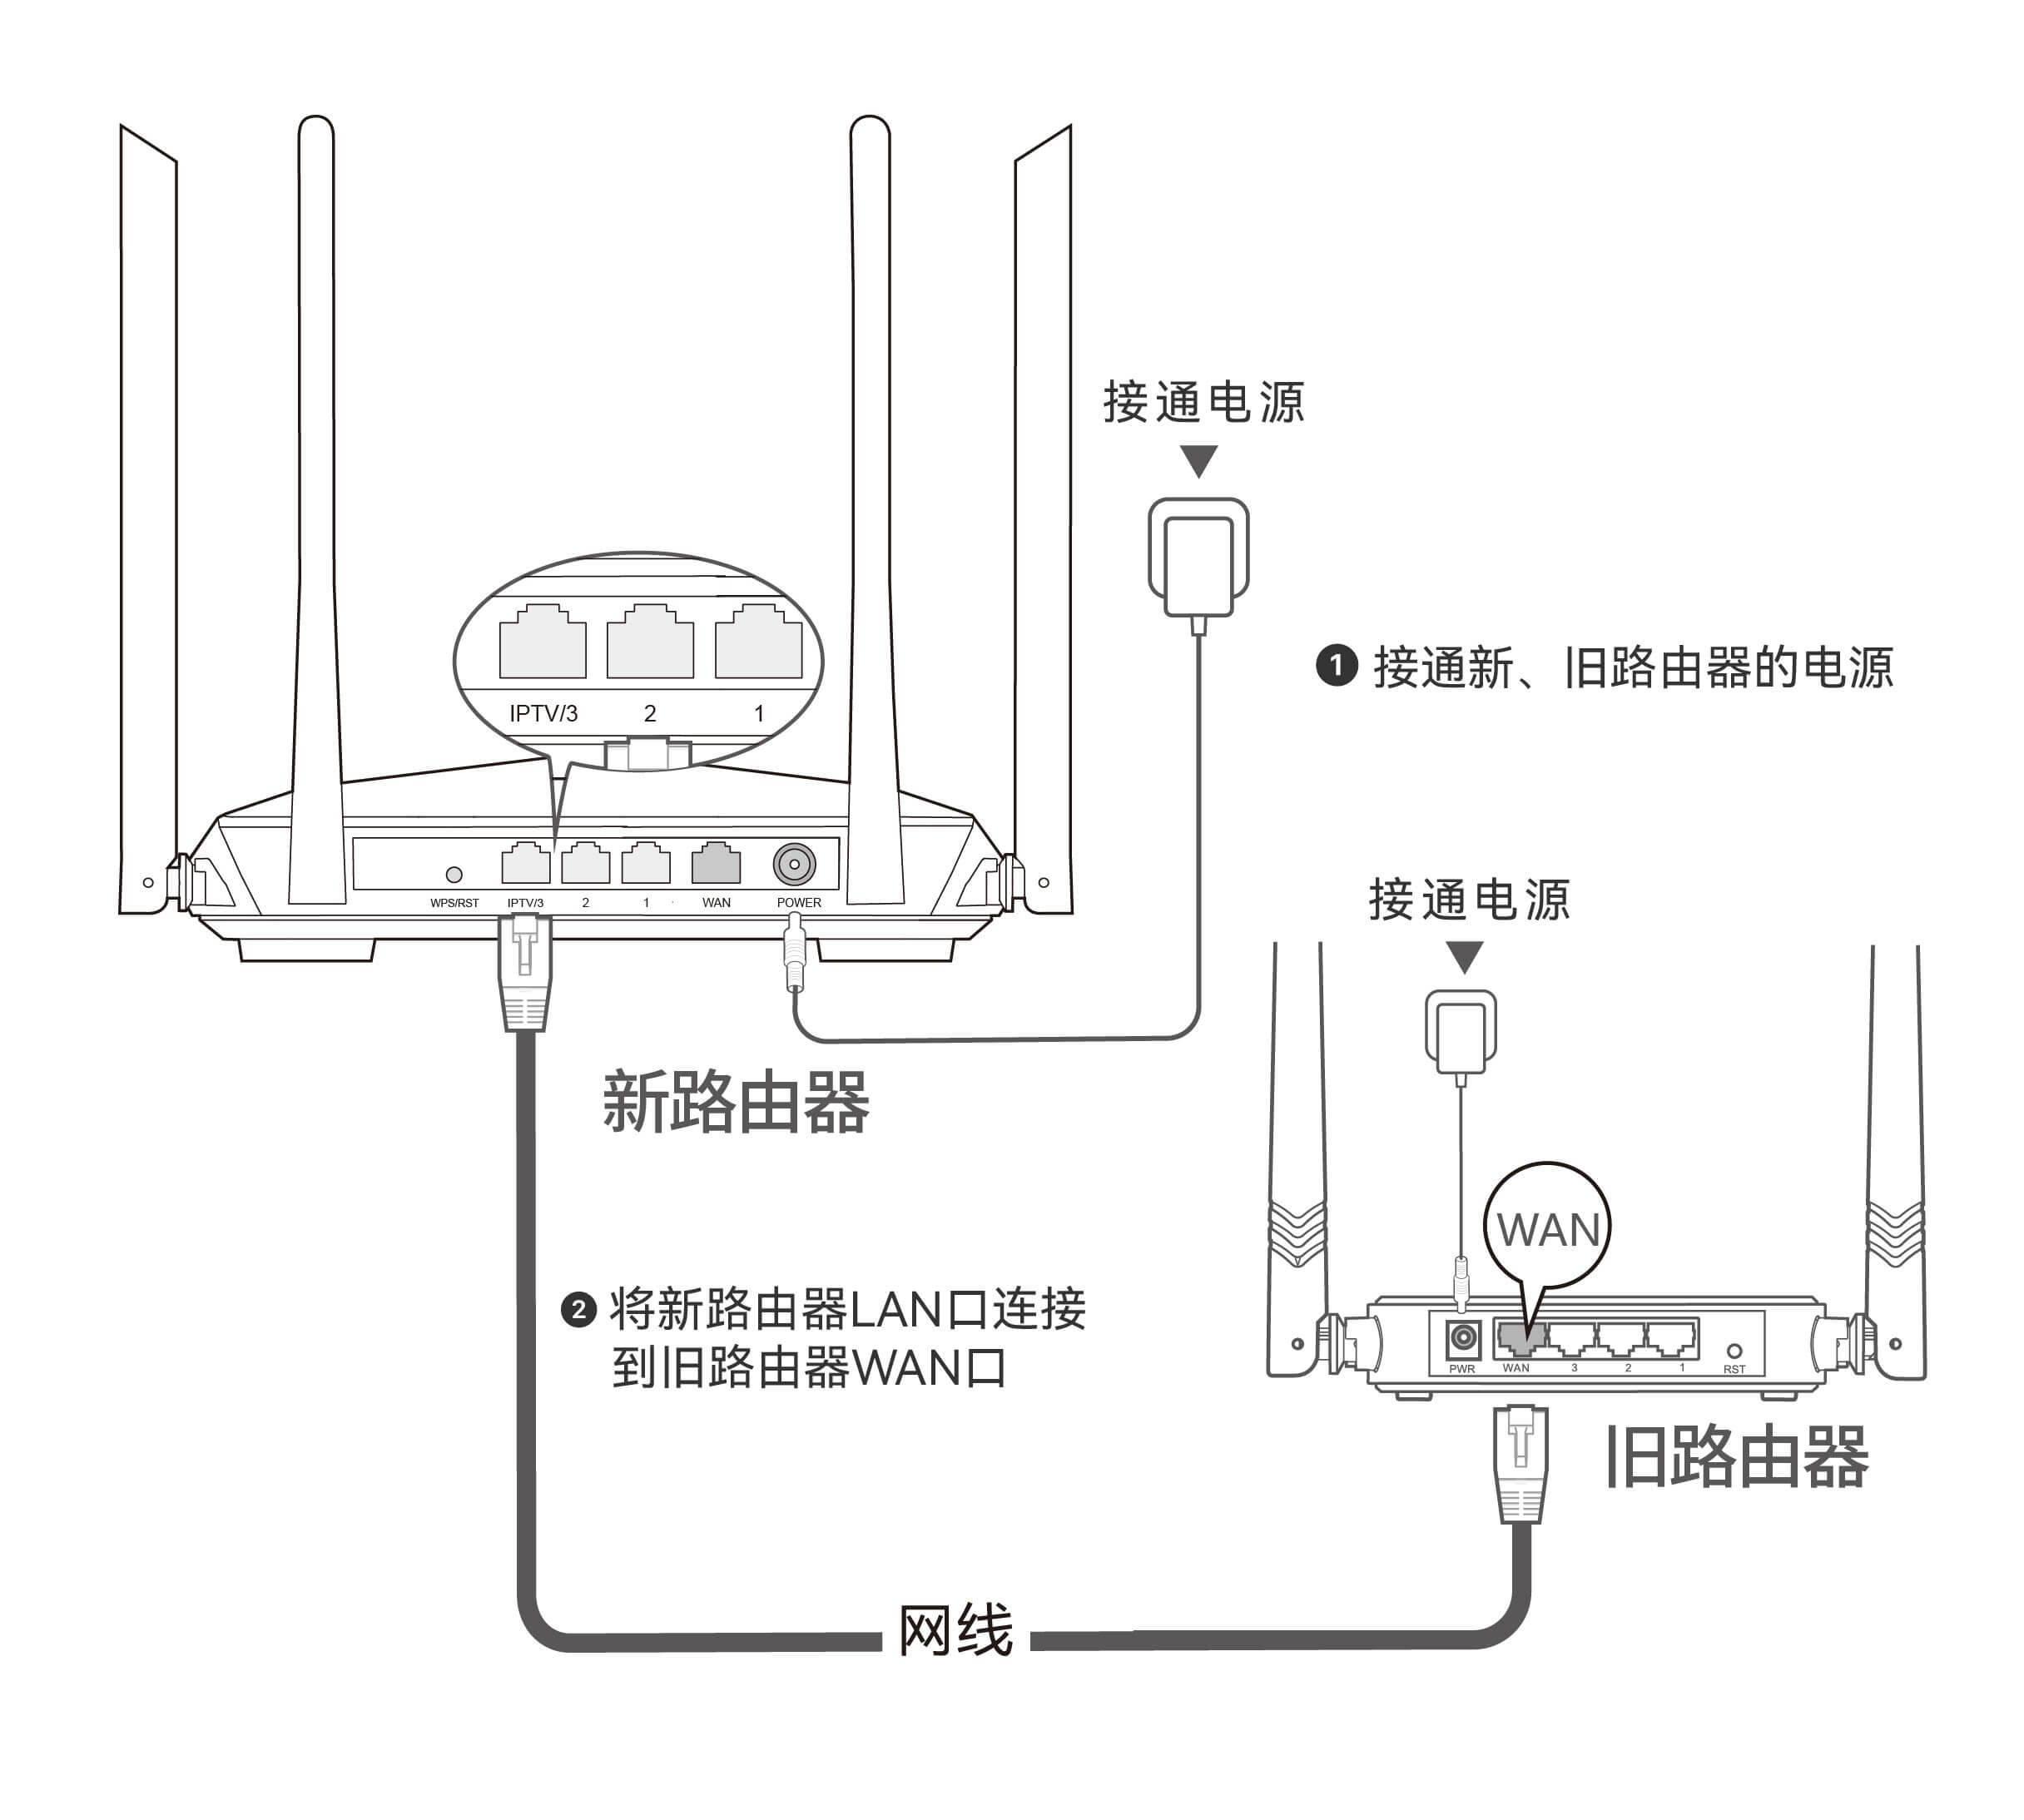 接通电源
❶ 接通新、旧路由器的电源
IPTV/3 2 1
WPS/RST IPTV/3 2 1 WAN POWER
接通电源
新路由器
WAN
❷ 将新路由器LAN口连接
到旧路由器WAN口
PWR WAN 3 2 1 RST
旧路由器
网线